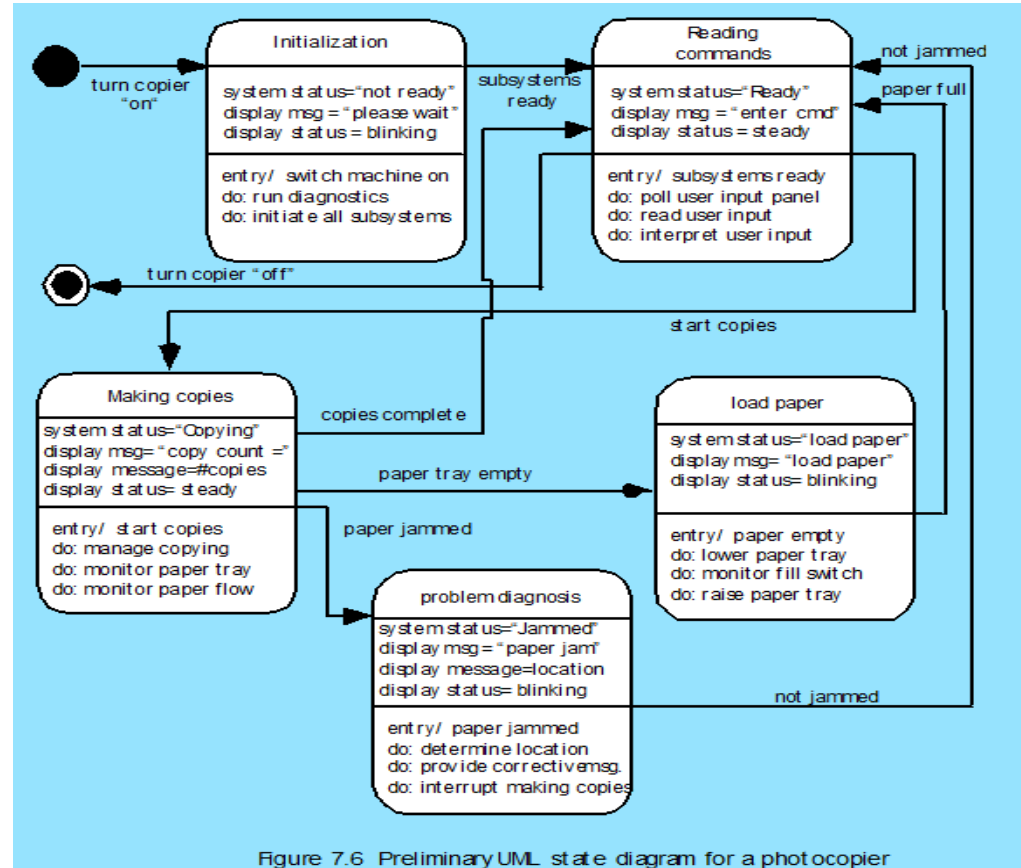 Initialization
system status="not ready"
display msg = "please wait"
display status = blinking
entry/ switch machine on
do: run diagnostics
do: initiate all subsystems
turn copier
"on"
subsystems
ready
Reading
commands
system status="Ready"
display msg = "enter cmd"
display status = steady
entry/ subsystems ready
do: poll user input panel
do: read user input
do: interpret user input
not jammed
paper full
turn copier "off"
start copies
Making copies
system status="Copying"
display msg= "copy count ="
display message=#copies
display status= steady
entry/ start copies
do: manage copying
do: monitor paper tray
do: monitor paper flow
copies complete
paper tray empty
paper jammed
load paper
system status="load paper"
display msg= "load paper"
display status= blinking
entry/ paper empty
do: lower paper tray
do: monitor fill switch
do: raise paper tray
problem diagnosis
system status="Jammed"
display msg = "paper jam"
display message=location
display status= blinking
entry/ paper jammed
do: determine location
do: provide correctivemsg.
do: interrupt making copies
not jammed
Figure 7.6 Preliminary UML state diagram for a photocopier